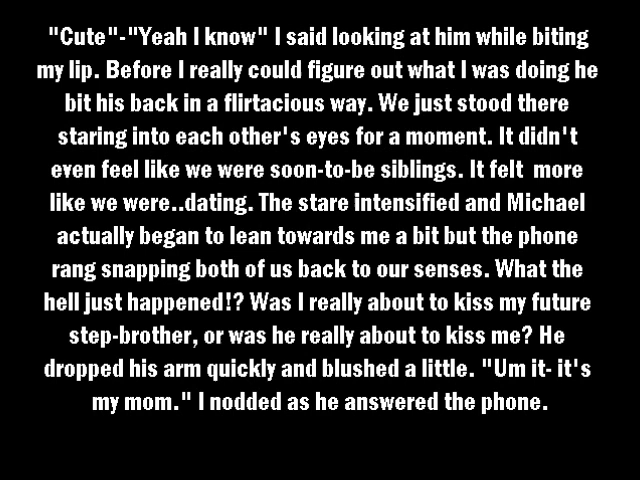 "Cute"-"Yeah I know" I said looking at him while biting
my lip. Before I really could figure out what I was doing he
bit his back in a flirtacious way. We just stood there
staring into each other's eyes for a moment. It didn't
even feel like we were soon-to-be siblings. It felt  more
like we were..dating. The stare intensified and Michael
actually began to lean towards me a bit but the phone
rang snapping both of us back to our senses. What the
hell just happened!? Was I really about to kiss my future
step-brother, or was he really about to kiss me? He
dropped his arm quickly and blushed a little. "Um it- it's
my mom." I nodded as he answered the phone.